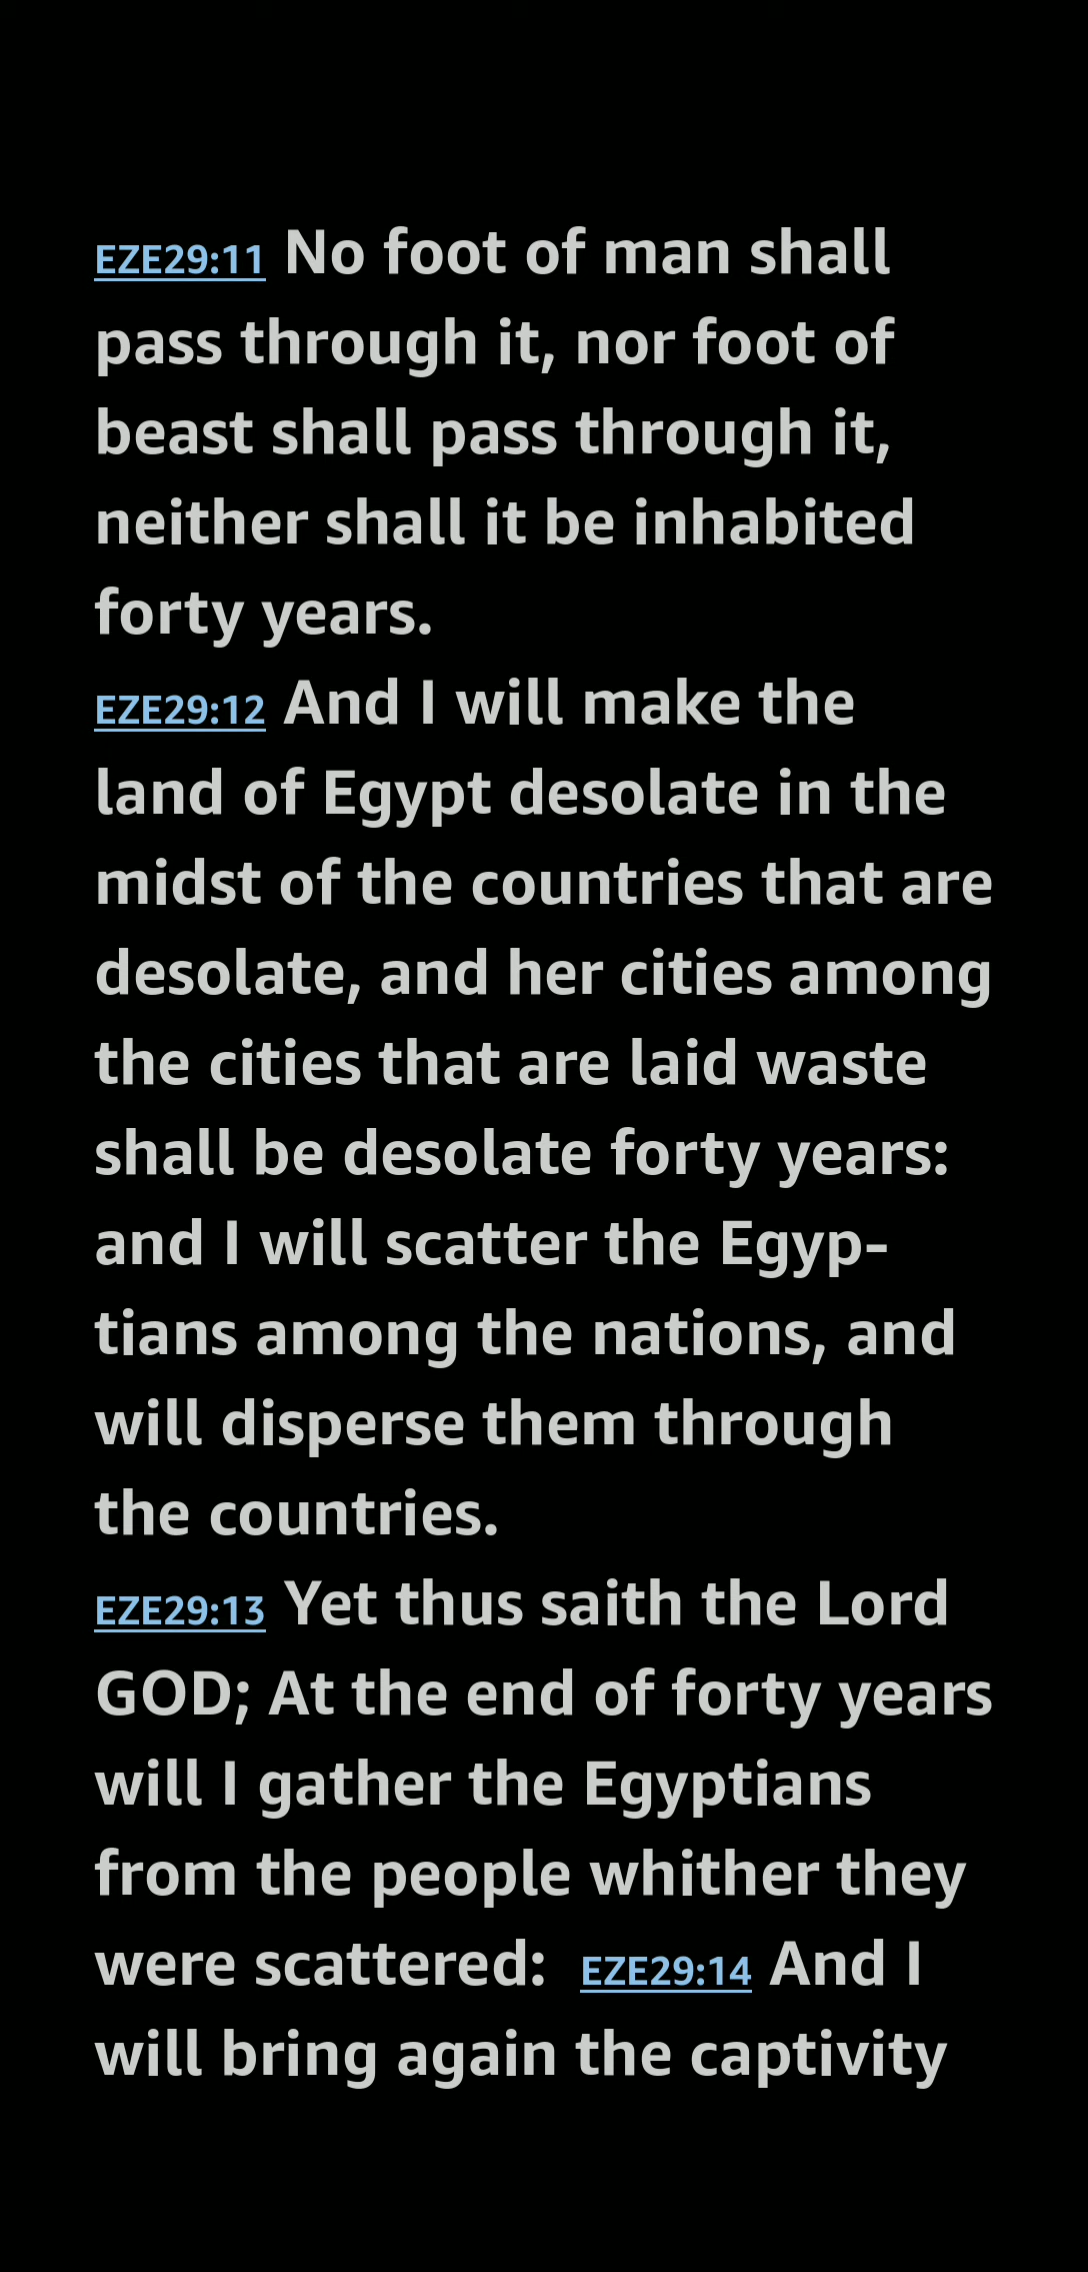 EZE29:11 No foot of man shall
pass through it, nor foot of
beast shall pass through it,
neither shall it be inhabited
forty years.
EZE29:12 And I will make the
land of Egypt desolate in the
midst of the countries that are
desolate, and her cities among
the cities that are laid waste
shall be desolate forty years:
and I will scatter the Egyp-
tians among the nations, and
will disperse them through
the countries.
EZE29:13 Yet thus saith the Lord
GOD; At the end of forty years
will I gather the Egyptians
from the people whither they
were scattered: EZE29:14 And I
will bring again the captivity